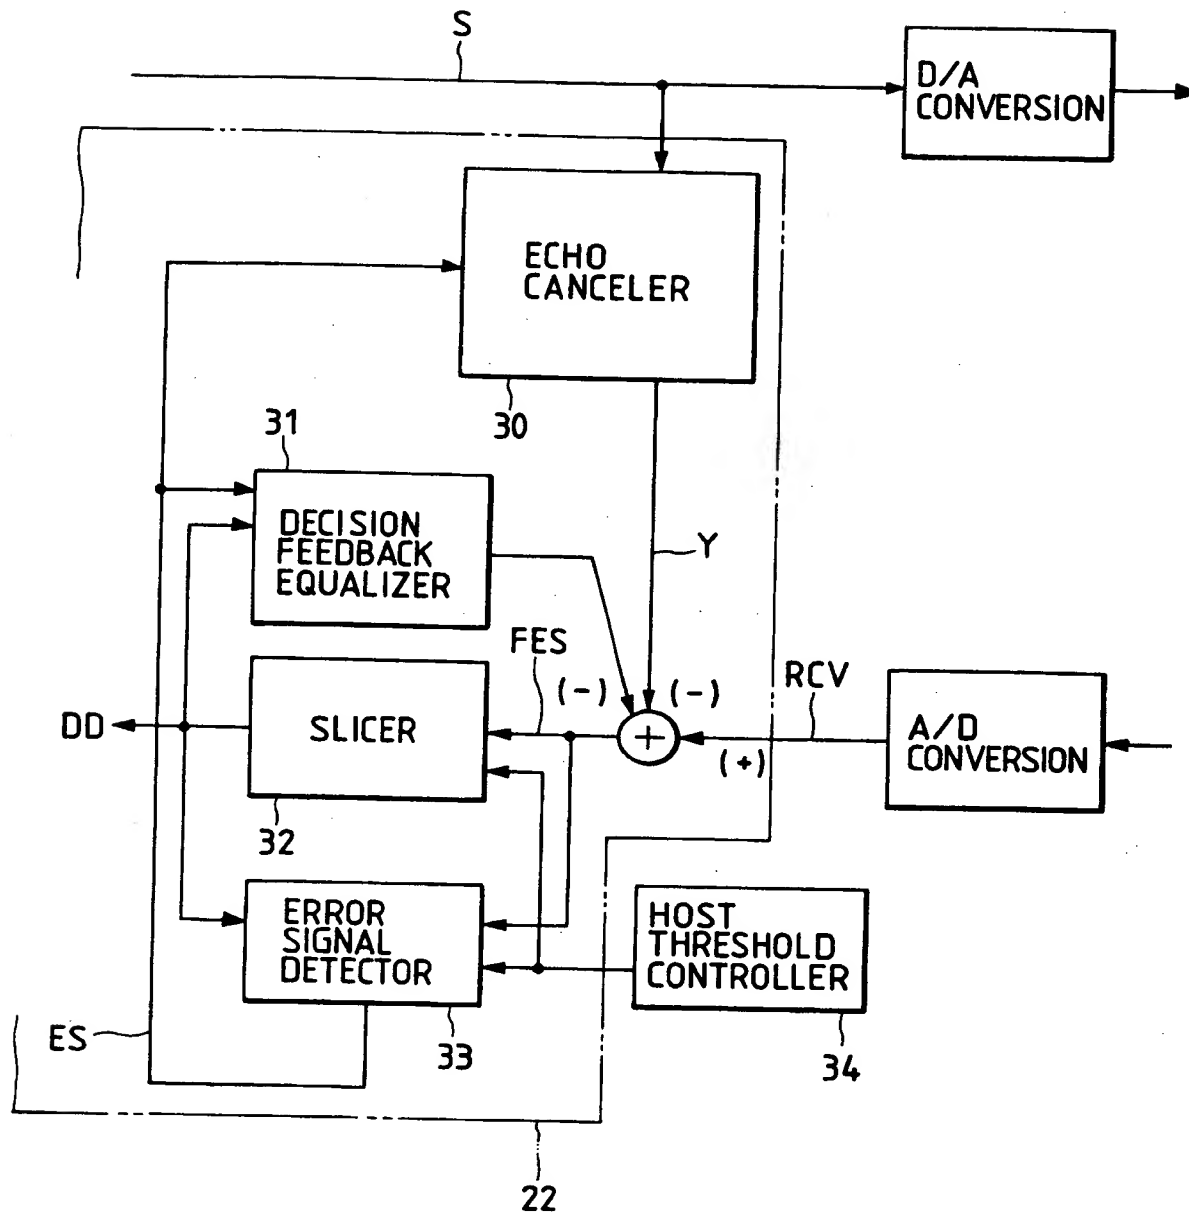 S
D/A
CONVERSION
ECHO
CANCELER
30
31
DECISION
FEEDBACK
EQUALIZER
Y
FES
(-)
(-)
RCV
DD
SLICER
+
(+)
A/D
CONVERSION
32
ERROR
SIGNAL
DETECTOR
HOST
THRESHOLD
CONTROLLER
ES
33
34
22